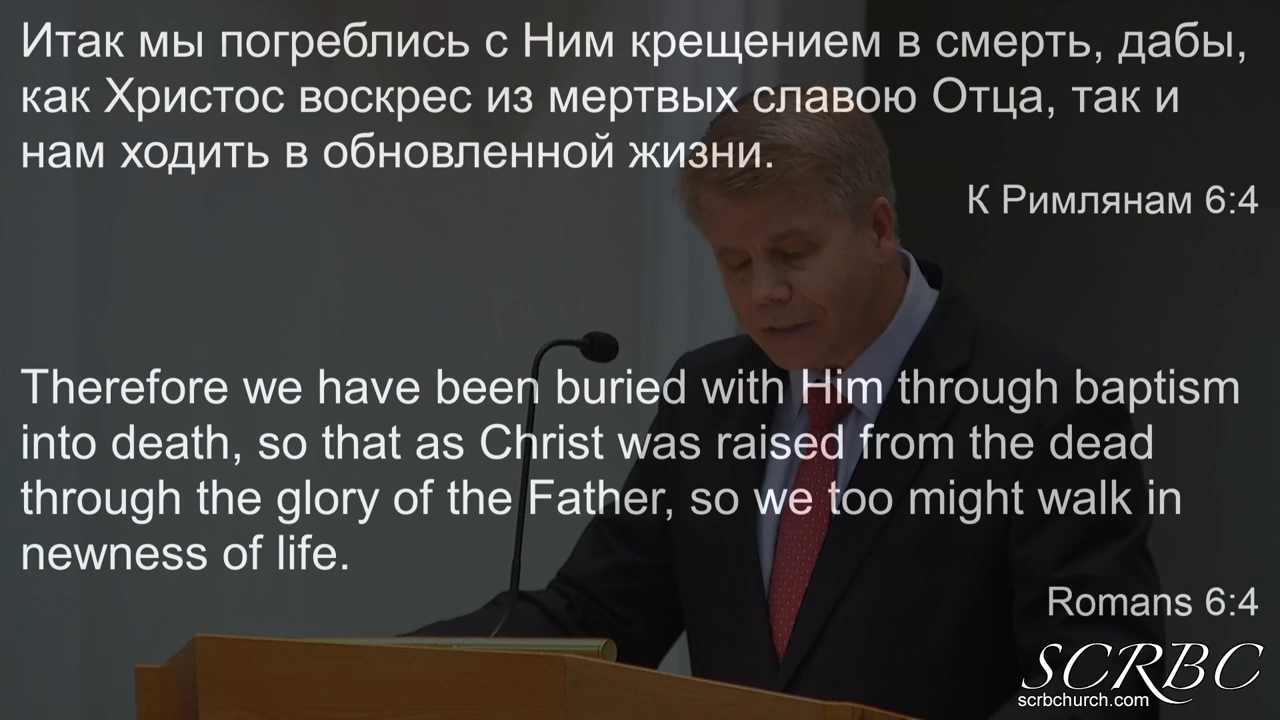 Итак мы погреблись с Ним крещением в смерть, дабы,
как Христос воскрес из мертвых славою Отца, так и
нам ходить в обновленной жизни.
К Римлянам 6:4
Therefore we have been buried with Him through baptism
into death, so that as Christ was raised from the dead
through the glory of the Father, so we too might walk in
newness of life.
Romans 6:4
SCRBC
scrbchurch.com